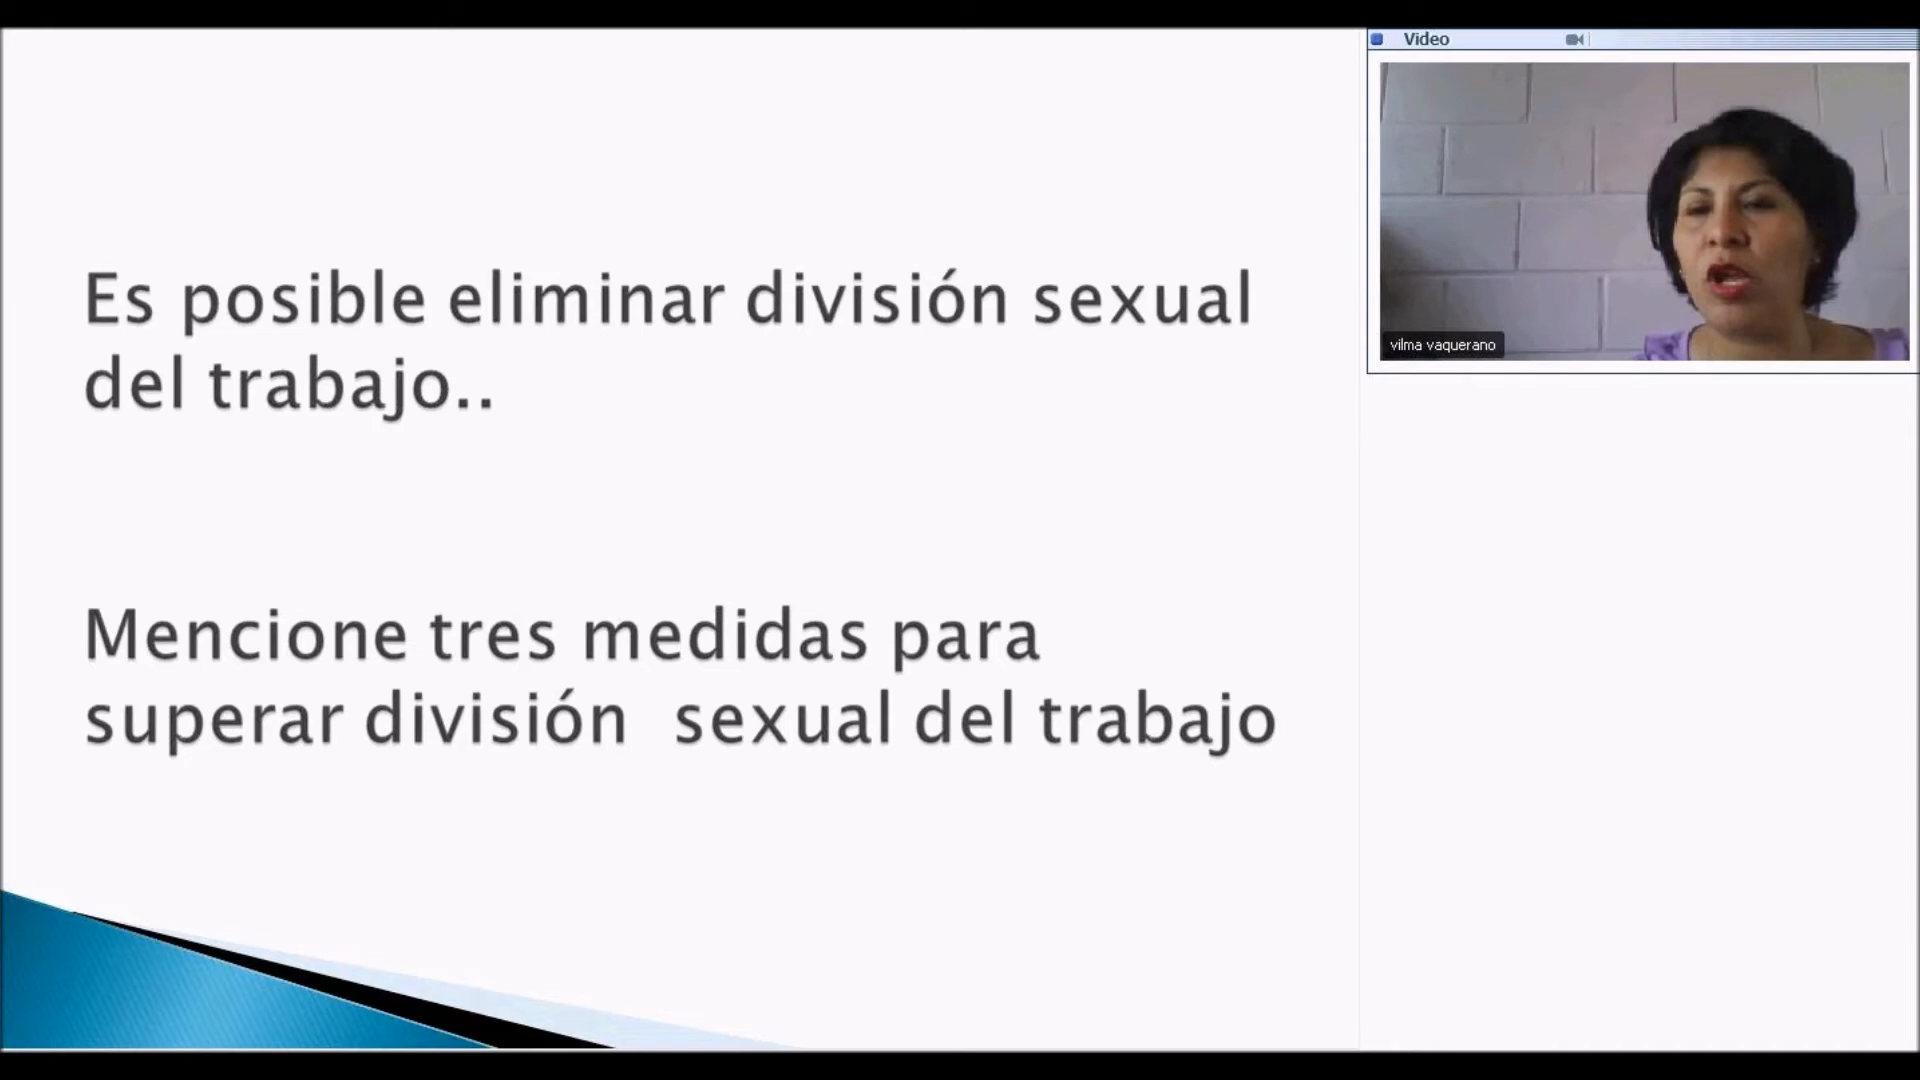 Es posible eliminar división sexual
del trabajo..
Mencione tres medidas para
superar división  sexual del trabajo
Video
vilma vaquerano